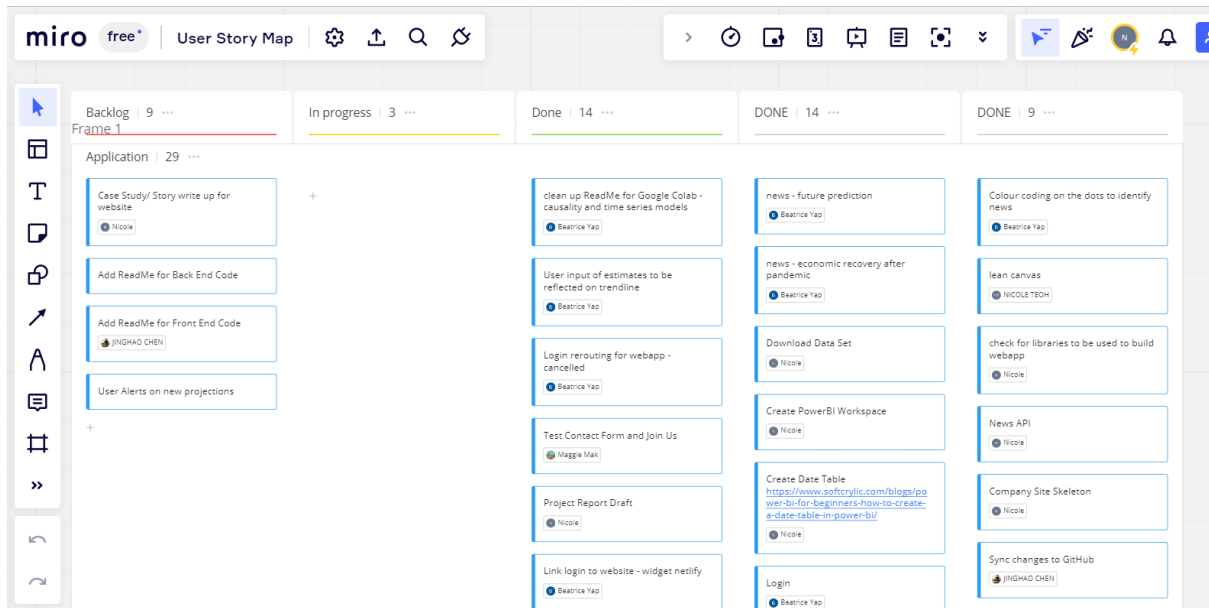 miro free User Story Map
3
N
Backlog 9 ...
In progress 3 ...
Done 14 ...
DONE 14 ...
DONE 9 ...
Frame 1
Application 29 ...
Case Study/ Story write up for
website
Nicole
Add ReadMe for Back End Code
Add ReadMe for Front End Code
JINGHAO CHEN
User Alerts on new projections
clean up ReadMe for Google Colab -
causality and time series models
B Beatrice Yap
User input of estimates to be
reflected on trendline
B Beatrice Yap
Login rerouting for webapp -
cancelled
B Beatrice Yap
Test Contact Form and Join Us
Maggie Mak
Project Report Draft
Nicole
Link login to website - widget netlify
B Beatrice Yap
news - future prediction
B Beatrice Yap
news - economic recovery after
pandemic
B Beatrice Yap
Download Data Set
Nicole
Create PowerBI Workspace
Nicole
Create Date Table
https://www.softcrylic.com/blogs/po
wer-bi-for-beginners-how-to-create-
a-date-table-in-power-bi/
Nicole
Login
B Beatrice Yap
Colour coding on the dots to identify
news
B Beatrice Yap
lean canvas
NICOLE TEOH
check for libraries to be used to build
webapp
Nicole
News API
Nicole
Company Site Skeleton
Nicole
Sync changes to GitHub
JINGHAO CHEN